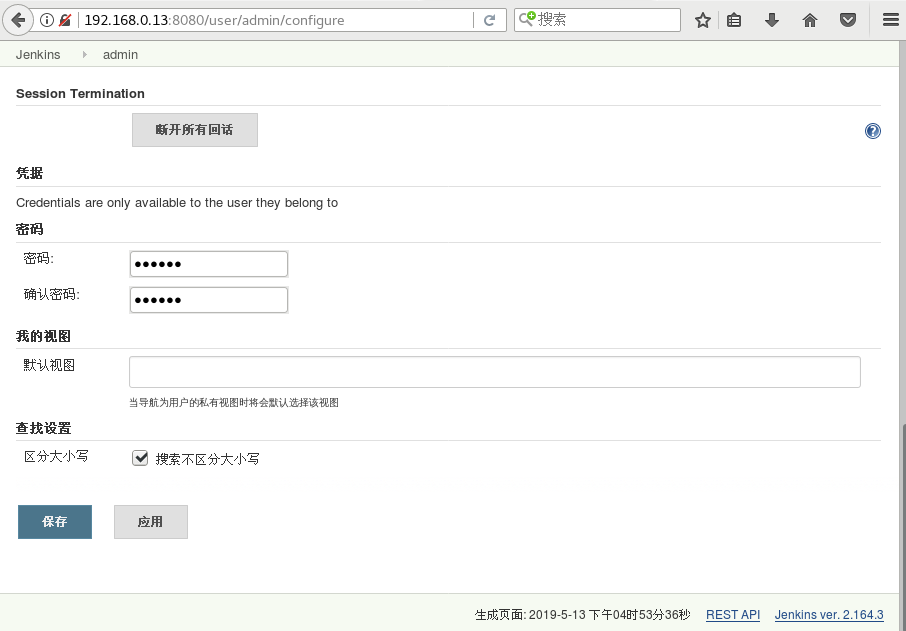 192.168.0.13:8080/user/admin/configure
搜索
Jenkins admin
Session Termination
断开所有回话
凭据
Credentials are only available to the user they belong to
密码
密码:
确认密码:
我的视图
默认视图
当导航为用户的私有视图时将会默认选择该视图
查找设置
区分大小写 搜索不区分大小写
保存 应用
生成页面: 2019-5-13 下午04时53分36秒 REST API Jenkins ver. 2.164.3